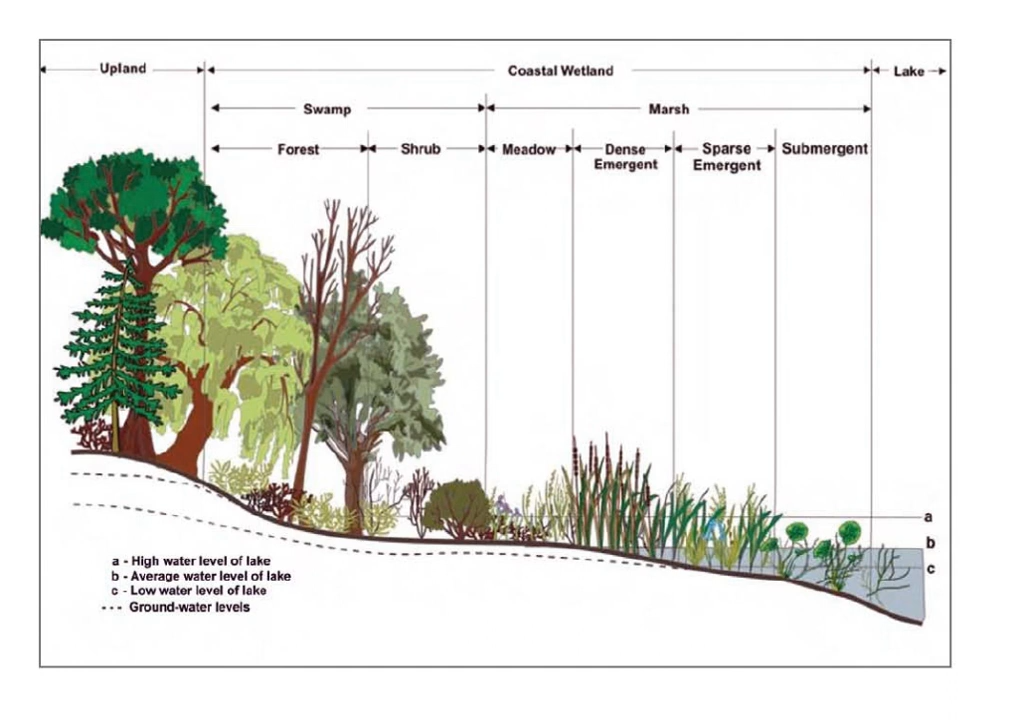 Upland
Coastal Wetland
Lake
Swamp
Marsh
Forest
Shrub
Meadow
Dense
Emergent
Sparse
Emergent
Submergent
a
b
c
a - High water level of lake
b - Average water level of lake
c - Low water level of lake
--- Ground-water levels